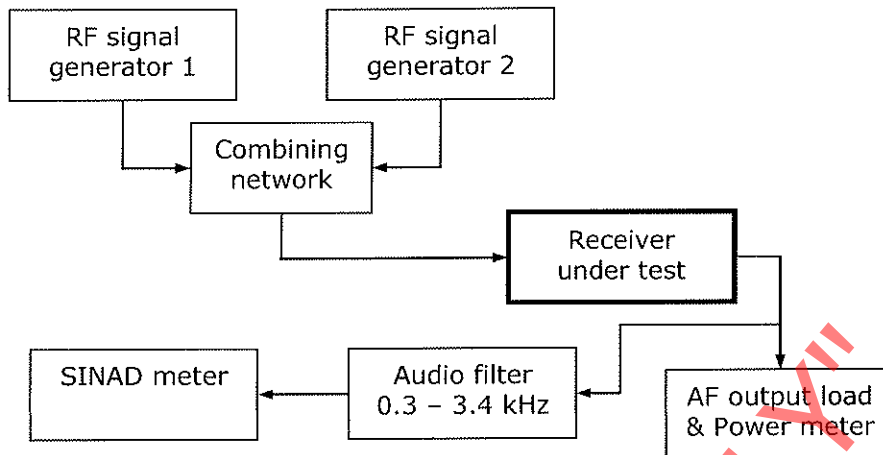 RF signal
generator 1
RF signal
generator 2
Combining
network
Receiver
under test
SINAD meter
Audio filter
0.3 – 3.4 kHz
AF output load
& Power meter
Y"